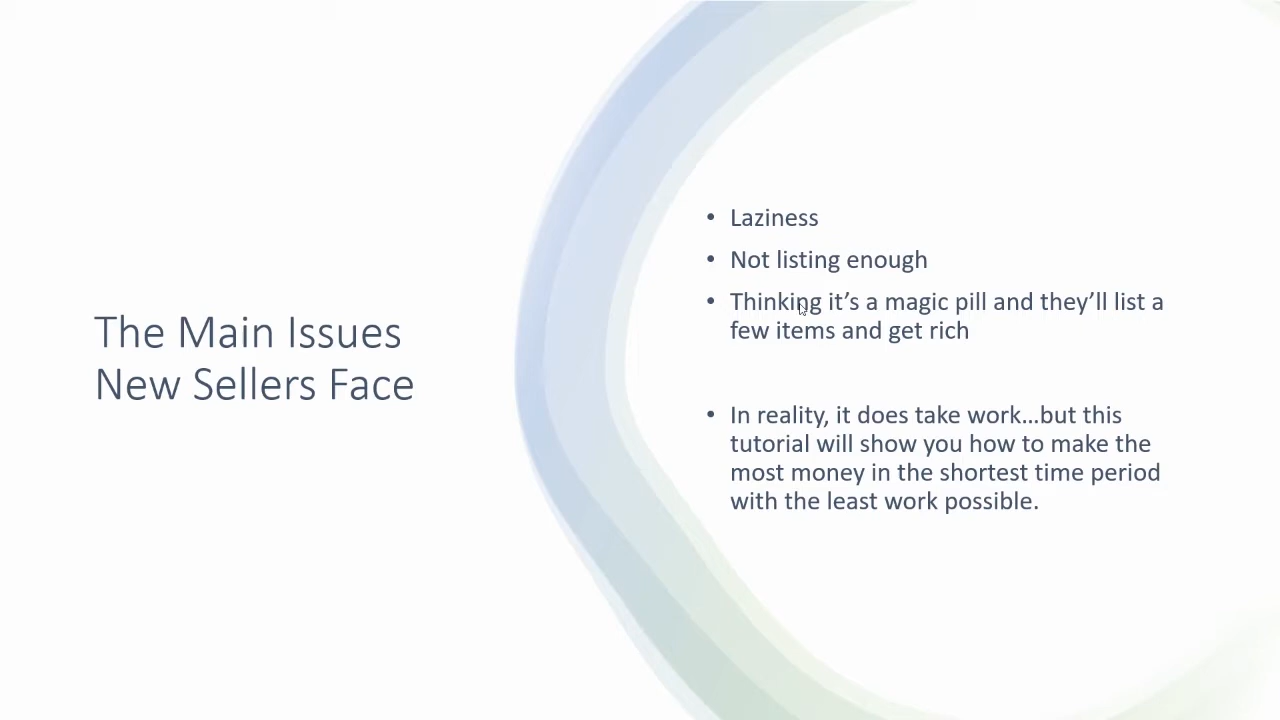 The Main Issues
New Sellers Face
• Laziness
• Not listing enough
• Thinking it’s a magic pill and they’ll list a
few items and get rich
• In reality, it does take work…but this
tutorial will show you how to make the
most money in the shortest time period
with the least work possible.